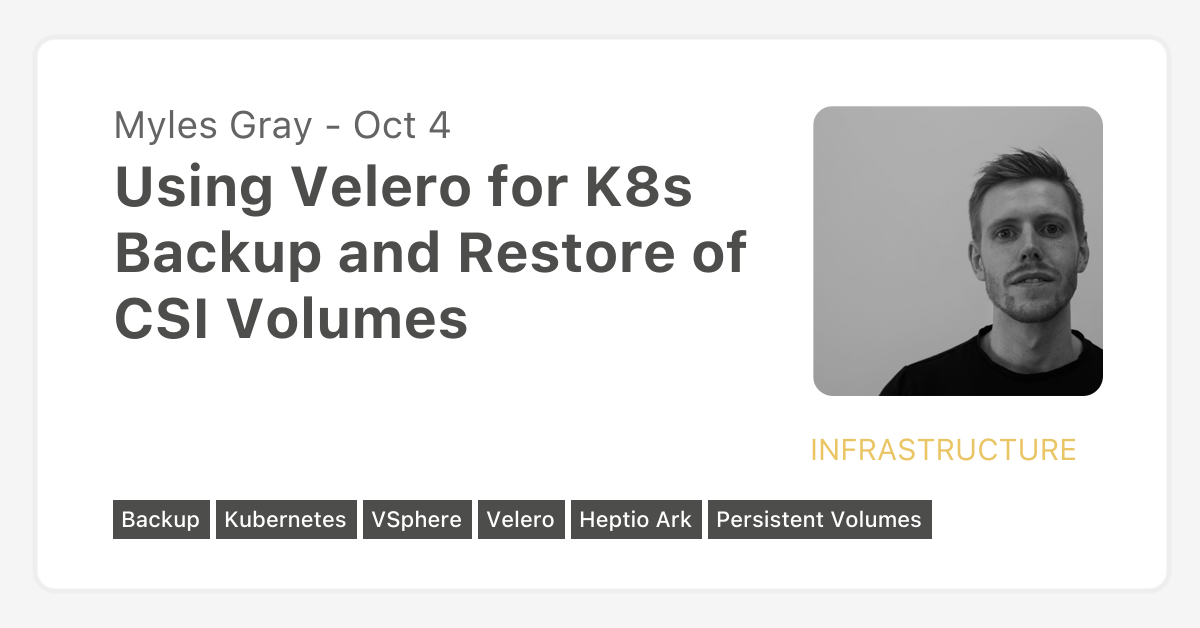 Myles Gray - Oct 4
Using Velero for K8s
Backup and Restore of
CSI Volumes
INFRASTRUCTURE
Backup Kubernetes VSphere Velero Heptio Ark Persistent Volumes